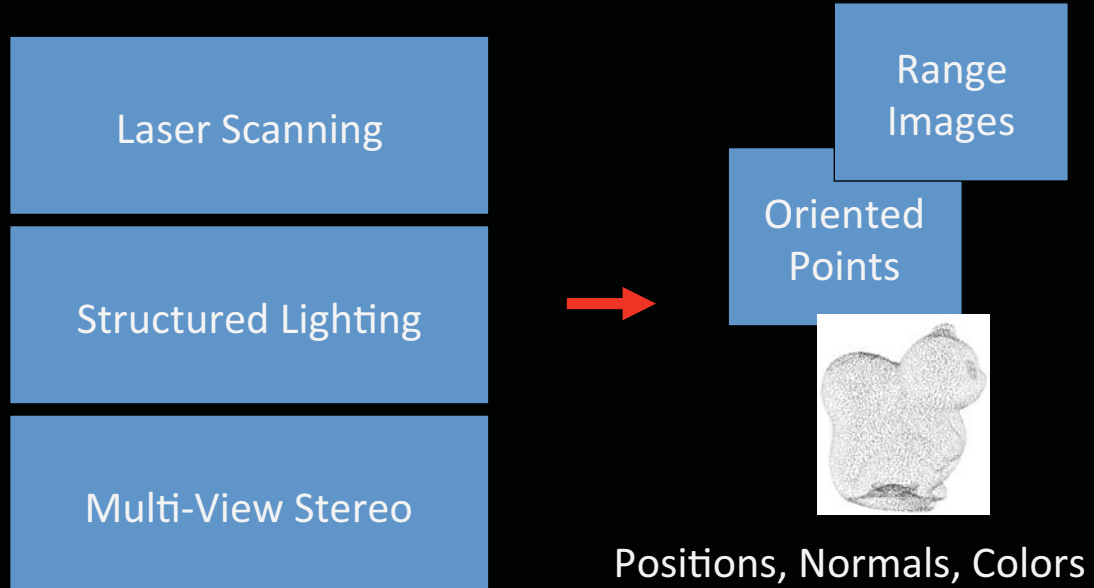 Laser Scanning
Structured Lighting
Multi-View Stereo
Range
Images
Oriented
Points
Positions, Normals, Colors